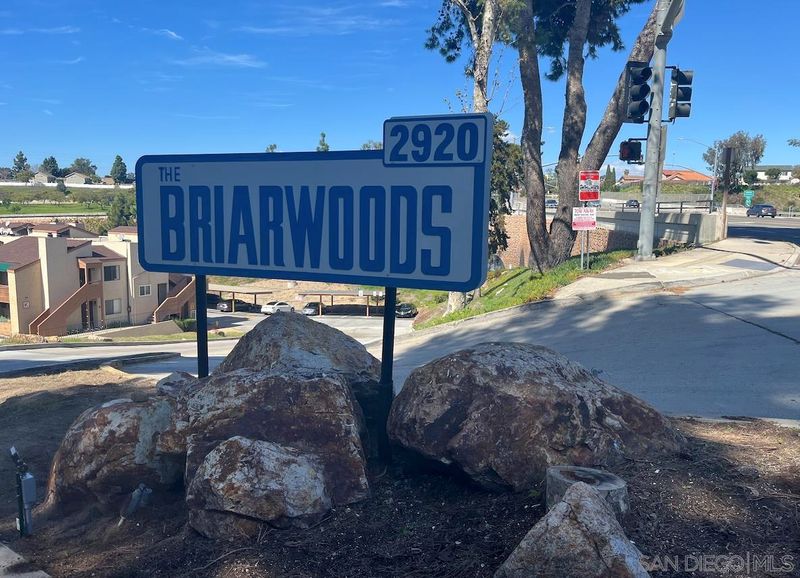 2920
THE
BRIARWOODS
SAN DIEGO MLS